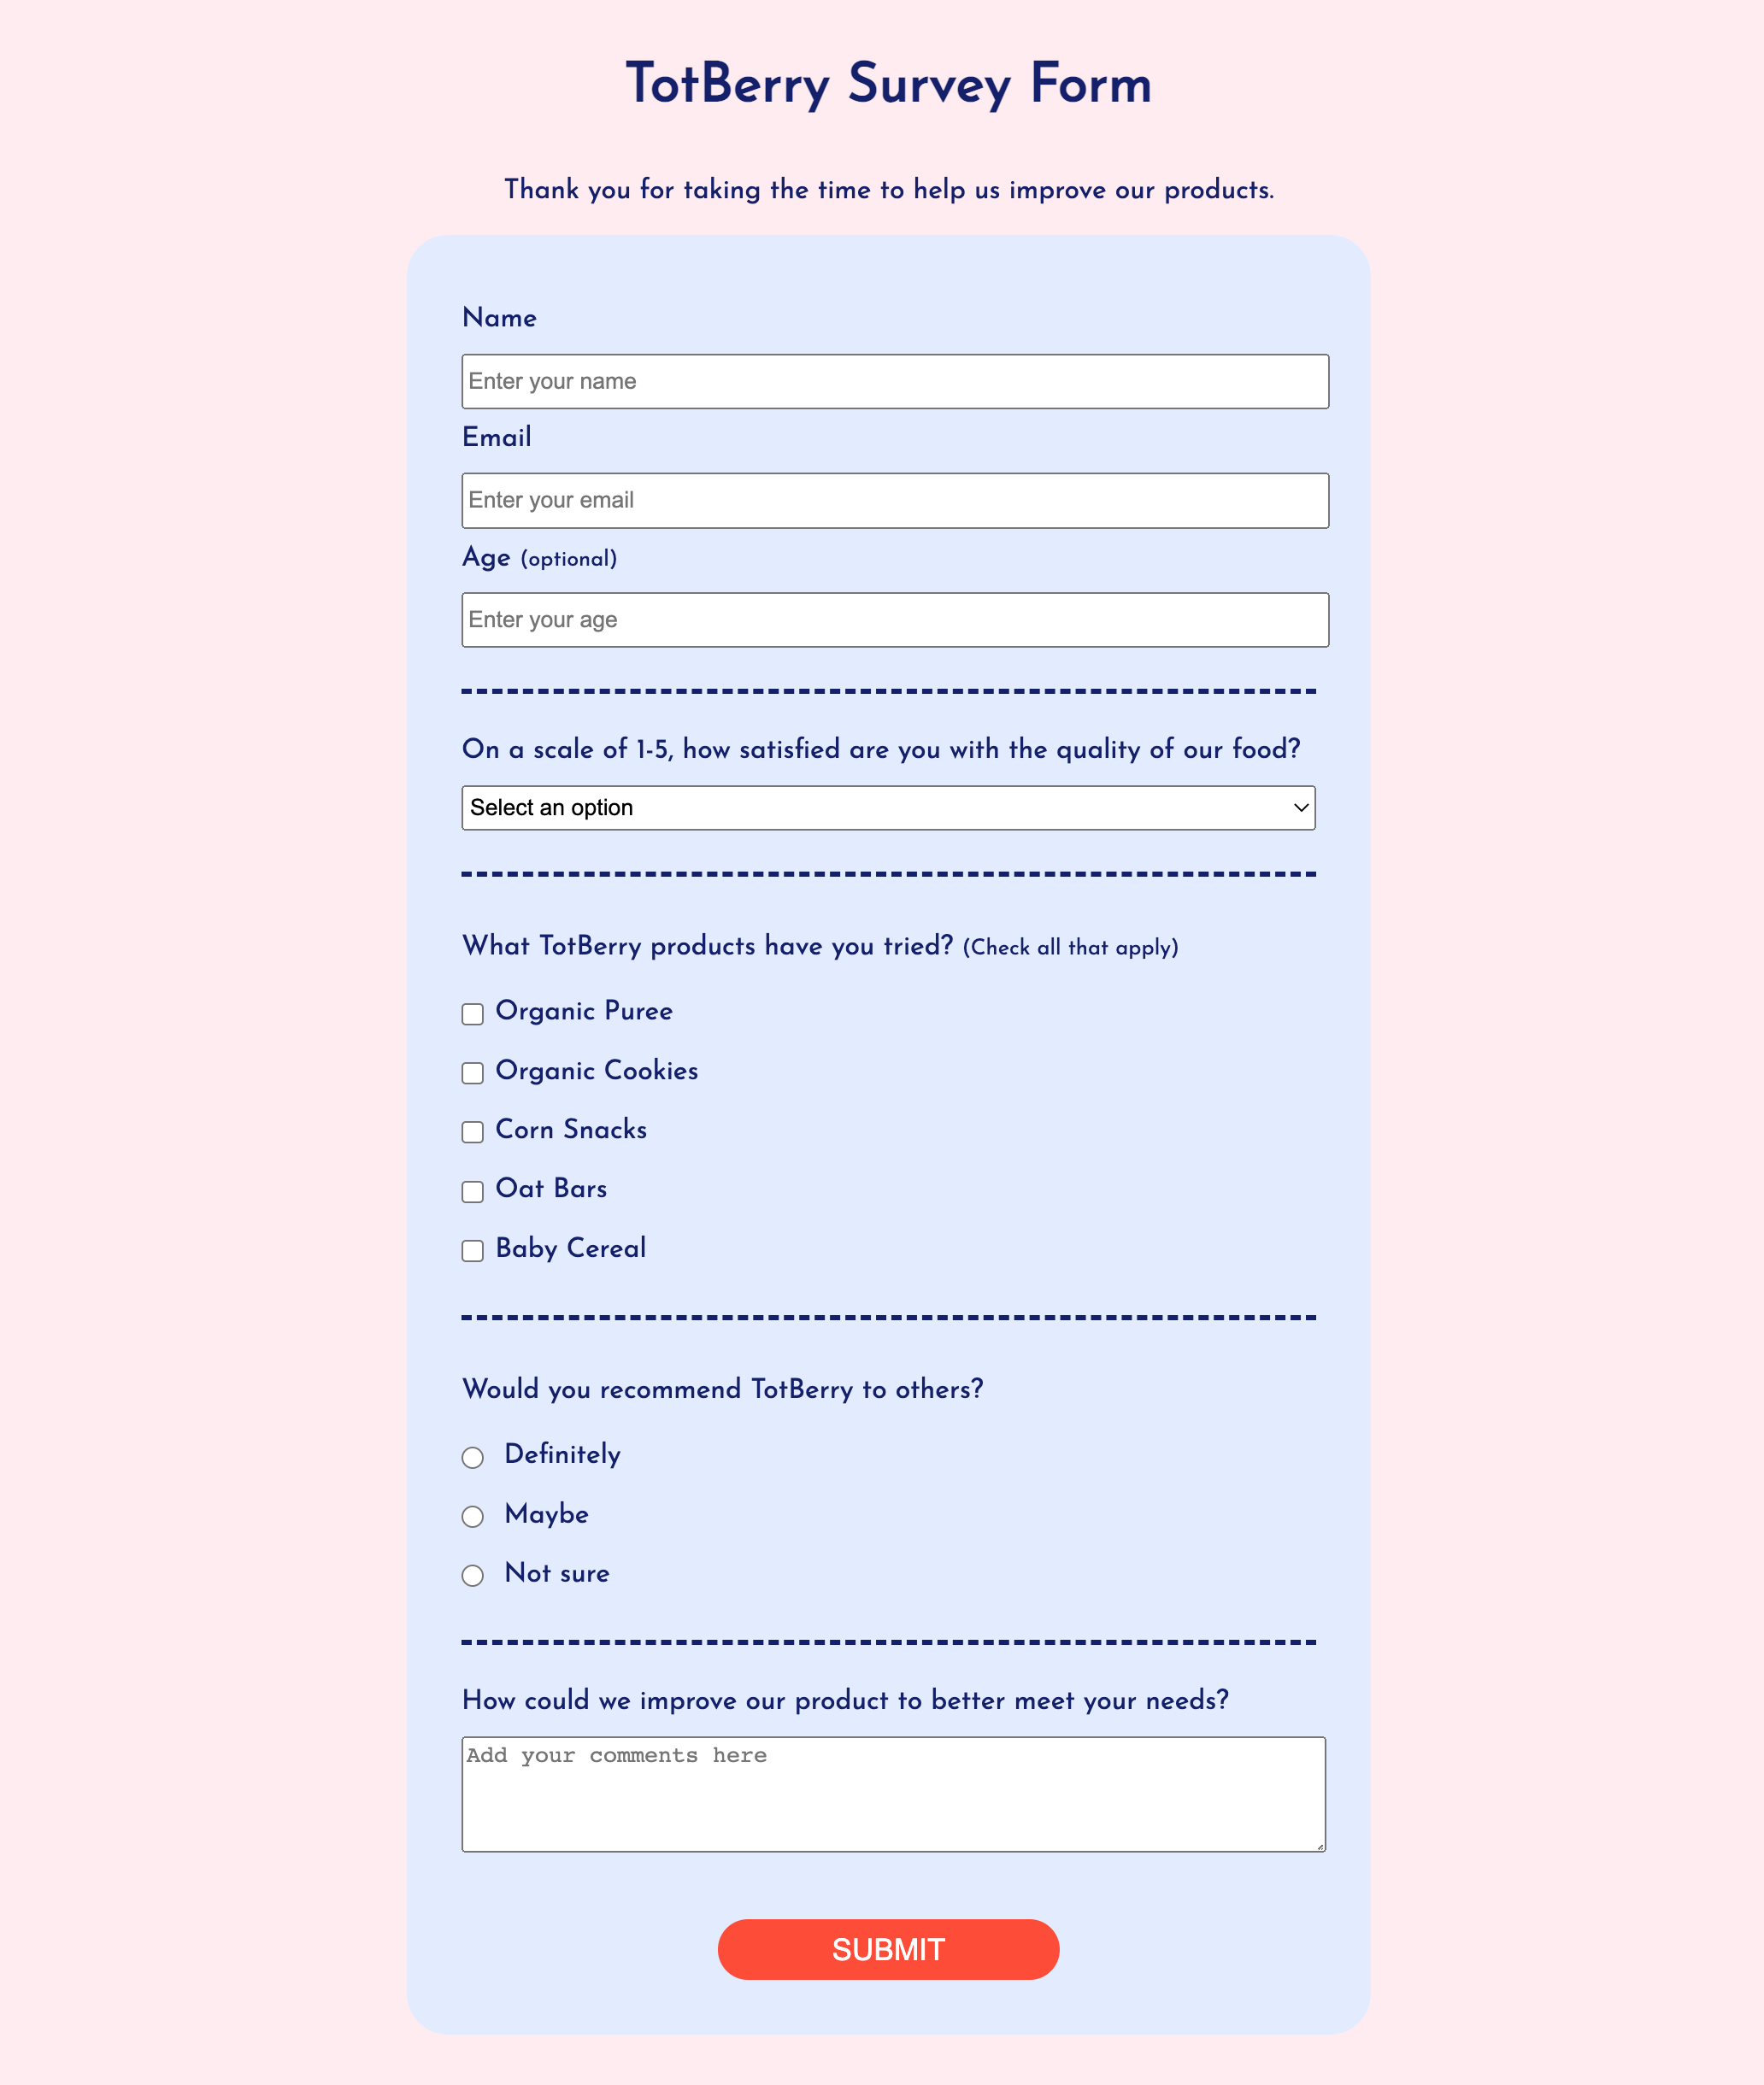 TotBerry Survey Form
Thank you for taking the time to help us improve our products.
Name
Enter your name
Email
Enter your email
Age (optional)
Enter your age
On a scale of 1-5, how satisfied are you with the quality of our food?
Select an option
What TotBerry products have you tried? (Check all that apply)
Organic Puree
Organic Cookies
Corn Snacks
Oat Bars
Baby Cereal
Would you recommend TotBerry to others?
Definitely
Maybe
Not sure
How could we improve our product to better meet your needs?
Add your comments here
SUBMIT